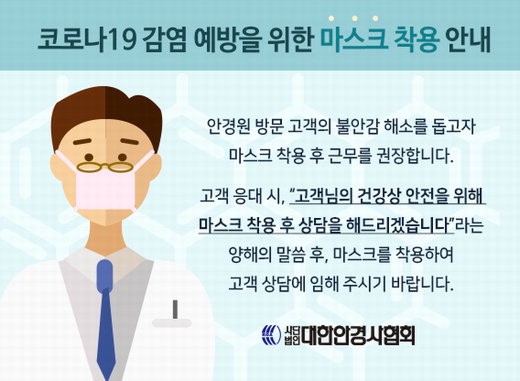 코로나19 감염 예방을 위한 마스크 착용 안내
안경원 방문 고객의 불안감 해소를 돕고자
마스크 착용 후 근무를 권장합니다.
고객 응대 시, “고객님의 건강상 안전을 위해
마스크 착용 후 상담을 해드리겠습니다”라는
양해의 말씀 후, 마스크를 착용하여
고객 상담에 임해 주시기 바랍니다.
사단법인 대한안경사협회